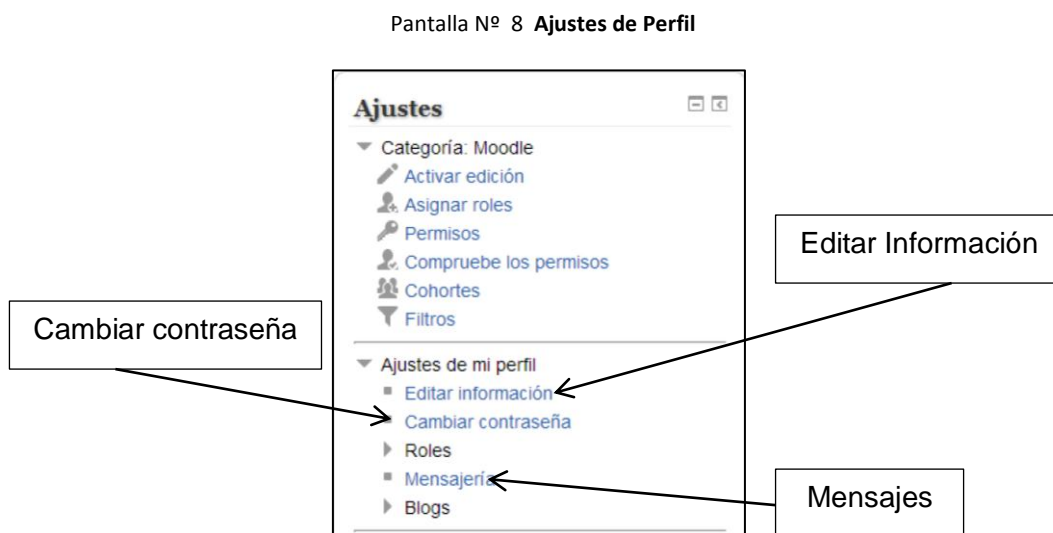 Pantalla Nº 8 Ajustes de Perfil
Ajustes
Categoría: Moodle
Activar edición
Asignar roles
Permisos
Compruebe los permisos
Cohortes
Filtros
Editar Información
Cambiar contraseña
Ajustes de mi perfil
Editar información
Cambiar contraseña
Roles
Mensajería
Blogs
Mensajes